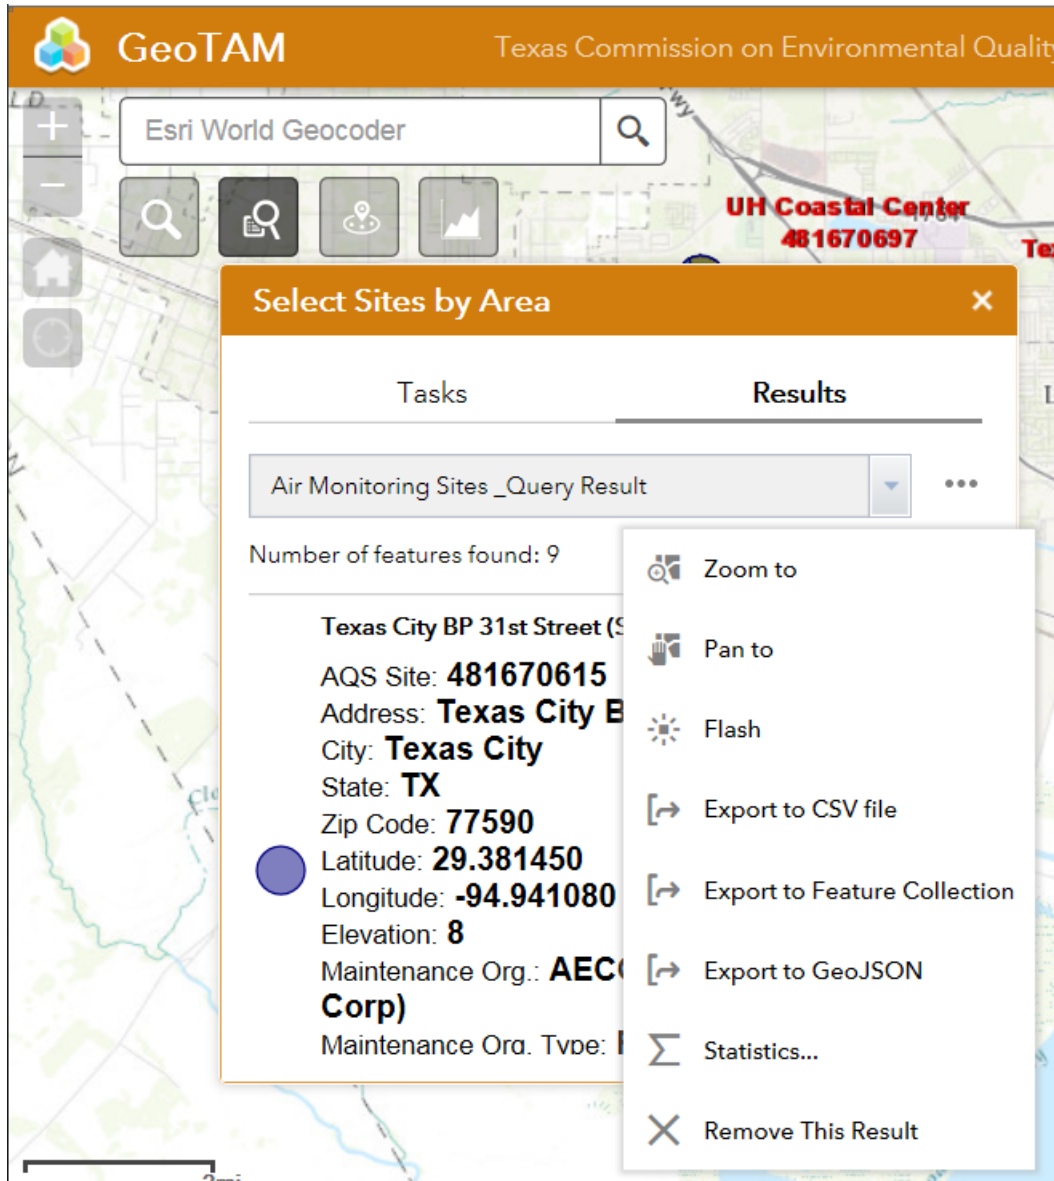 GeoTAM
Texas Commission on Environmental Quality
L D
Esri World Geocoder
UH Coastal Center
481670697
Select Sites by Area
Tasks
Results
Air Monitoring Sites _Query Result
Number of features found: 9
Zoom to
Texas City BP 31st Street (
Pan to
AQS Site: 481670615
Address: Texas City B
Flash
City: Texas City
State: TX
Export to CSV file
Zip Code: 77590
Latitude: 29.381450
Export to Feature Collection
Longitude: -94.941080
Elevation: 8
Maintenance Org.: AEC
Export to GeoJSON
Corp)
Maintenance Org. Type:
Statistics...
Remove This Result